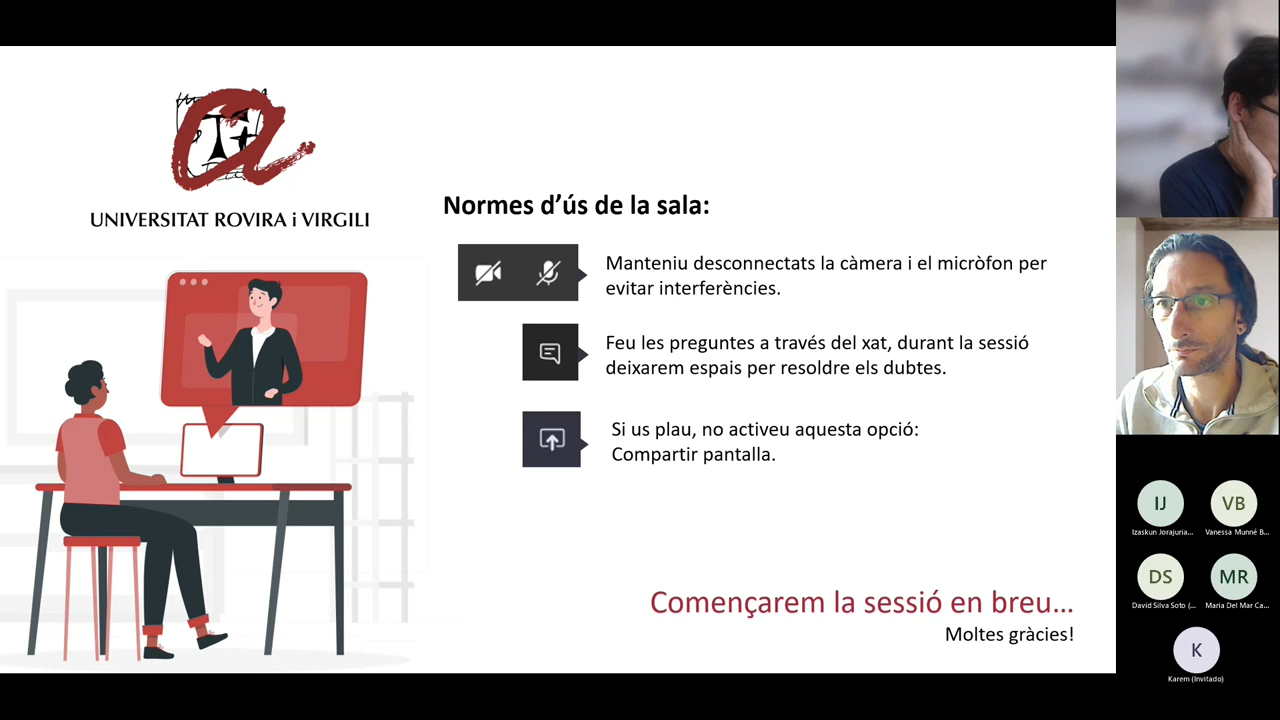 UNIVERSITAT ROVIRA i VIRGILI
Normes d’ús de la sala:
Manteniu desconnectats la càmera i el micròfon per
evitar interferències.
Feu les preguntes a través del xat, durant la sessió
deixarem espais per resoldre els dubtes.
Si us plau, no activeu aquesta opció:
Compartir pantalla.
Començarem la sessió en breu...
Moltes gràcies!
IJ
Izaskun Jorajuria...
VB
Vanessa Munné B...
DS
David Silva Soto (...
MR
Maria Del Mar Ca...
K
Karem (Invitado)